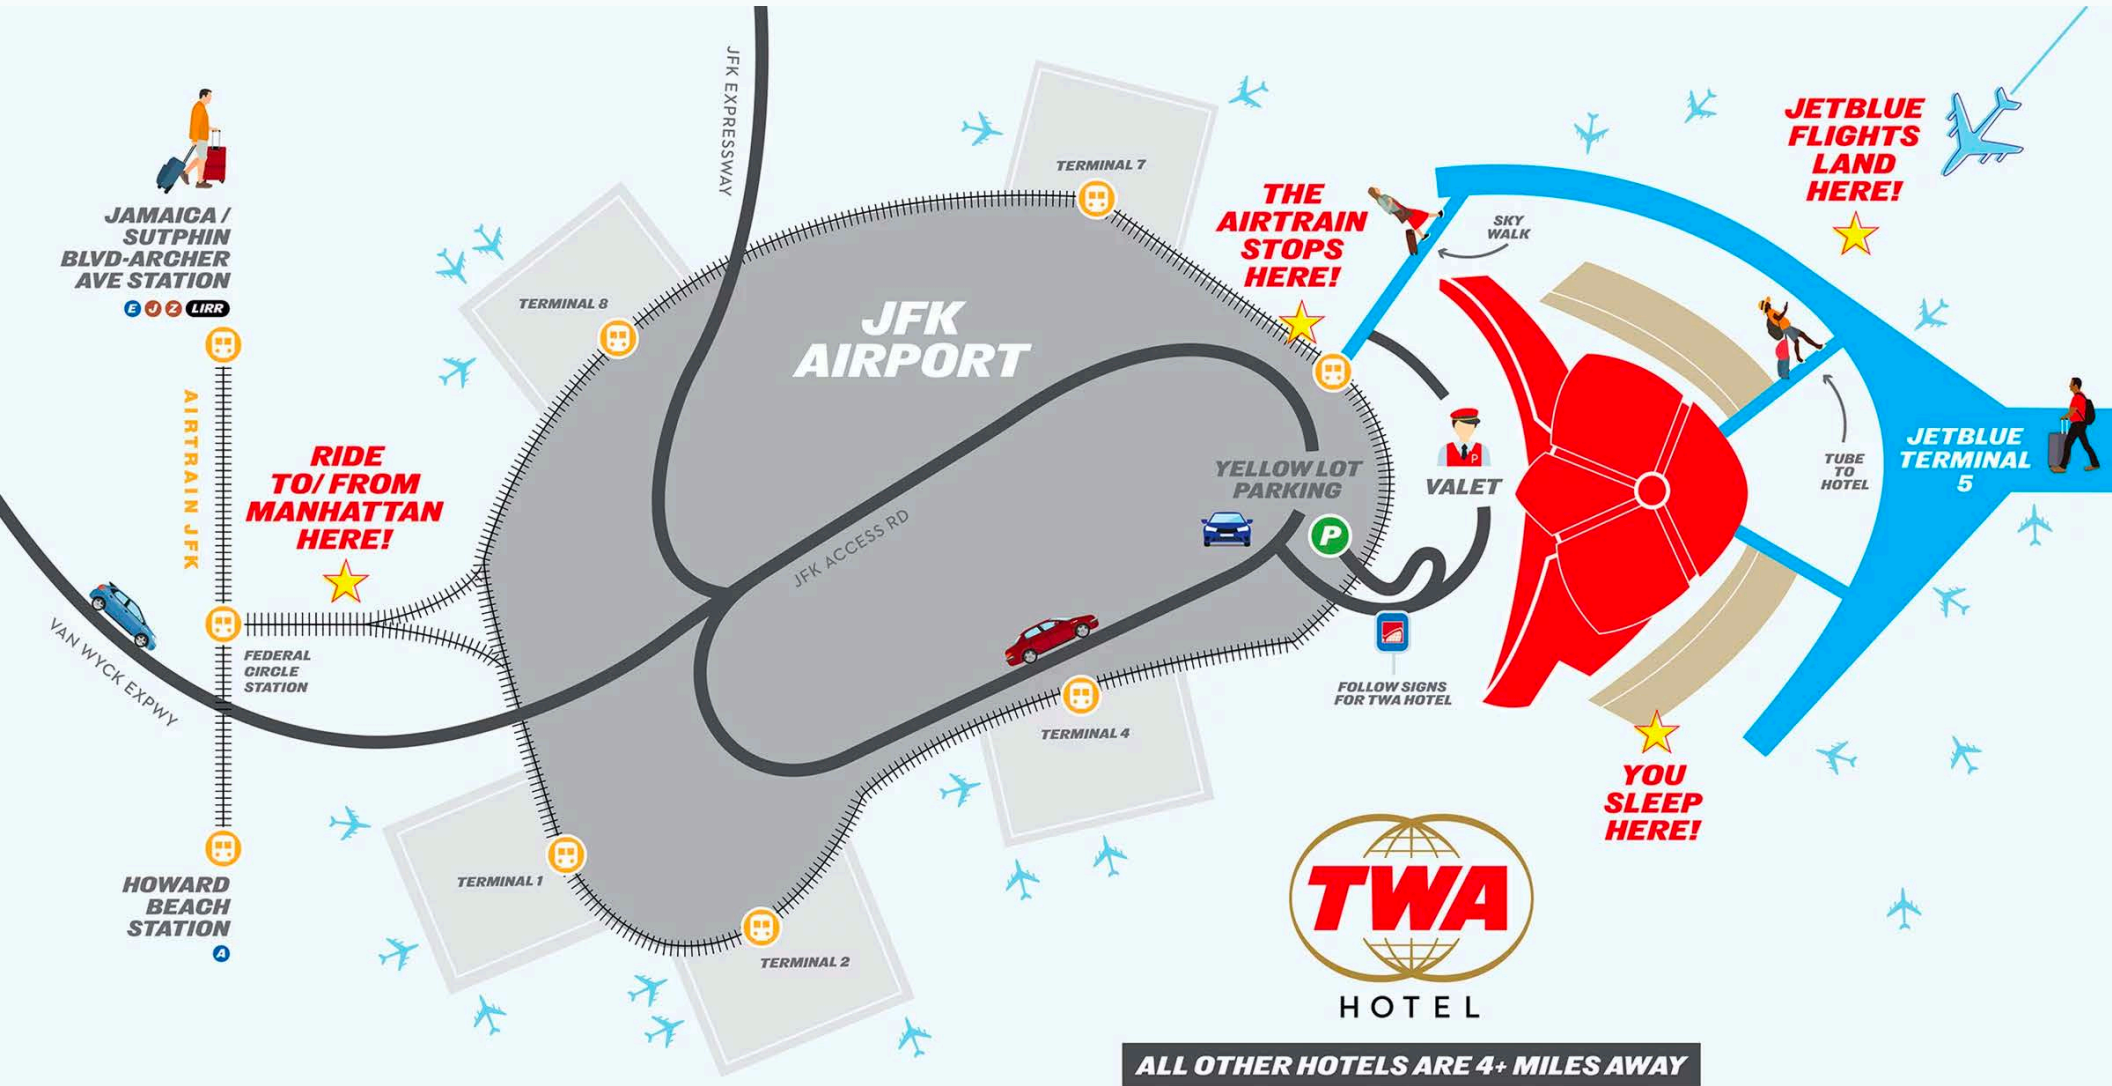 JAMAICA /
SUTPHIN
BLVD-ARCHER
AVE STATION
E J Z LIRR
AIRTRAIN JFK
RIDE
TO/ FROM
MANHATTAN
HERE!
FEDERAL
CIRCLE
STATION
VAN WYCK EXPWY
HOWARD
BEACH
STATION
A
JFK EXPRESSWAY
TERMINAL 8
TERMINAL 7
JFK
AIRPORT
JFK ACCESS RD
TERMINAL 1
TERMINAL 2
TERMINAL 4
THE
AIRTRAIN
STOPS
HERE!
YELLOW LOT
PARKING
P
P
VALET
FOLLOW SIGNS
FOR TWA HOTEL
SKY
WALK
JETBLUE
FLIGHTS
LAND
HERE!
TUBE
TO
HOTEL
JETBLUE
TERMINAL
5
YOU
SLEEP
HERE!
TWA
HOTEL
ALL OTHER HOTELS ARE 4+ MILES AWAY